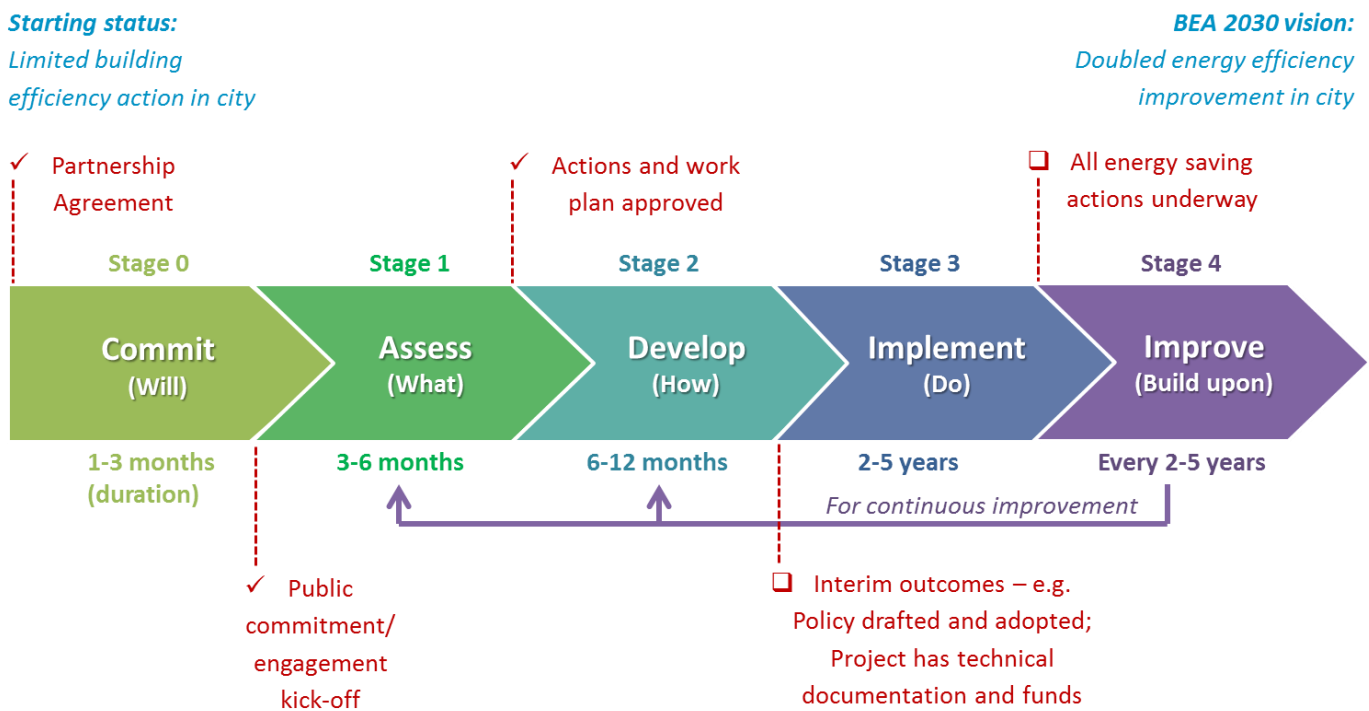 Starting status:
Limited building
efficiency action in city
BEA 2030 vision:
Doubled energy efficiency
improvement in city
✓ Partnership
Agreement
✓ Actions and work
plan approved
❑ All energy saving
actions underway
Stage 0
Stage 1
Stage 2
Stage 3
Stage 4
Commit
(Will)
Assess
(What)
Develop
(How)
Implement
(Do)
Improve
(Build upon)
1-3 months
(duration)
3-6 months
6-12 months
2-5 years
Every 2-5 years
For continuous improvement
✓ Public
commitment/
engagement
kick-off
❑ Interim outcomes – e.g.
Policy drafted and adopted;
Project has technical
documentation and funds